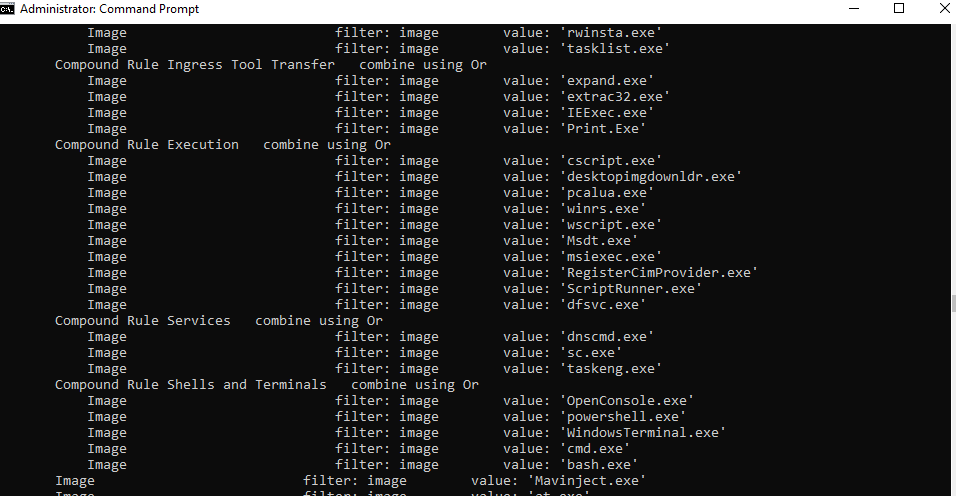 Administrator: Command Prompt
Image filter: image value: 'rwinsta.exe'
Image filter: image value: 'tasklist.exe'
Compound Rule Ingress Tool Transfer combine using Or
Image filter: image value: 'expand.exe'
Image filter: image value: 'extrac32.exe'
Image filter: image value: 'IEExec.exe'
Image filter: image value: 'Print.Exe'
Compound Rule Execution combine using Or
Image filter: image value: 'cscript.exe'
Image filter: image value: 'desktopimgdownldr.exe'
Image filter: image value: 'pcalua.exe'
Image filter: image value: 'winrs.exe'
Image filter: image value: 'wscript.exe'
Image filter: image value: 'Msdt.exe'
Image filter: image value: 'msiexec.exe'
Image filter: image value: 'RegisterCimProvider.exe'
Image filter: image value: 'ScriptRunner.exe'
Image filter: image value: 'dfsvc.exe'
Compound Rule Services combine using Or
Image filter: image value: 'dnscmd.exe'
Image filter: image value: 'sc.exe'
Image filter: image value: 'taskeng.exe'
Compound Rule Shells and Terminals combine using Or
Image filter: image value: 'OpenConsole.exe'
Image filter: image value: 'powershell.exe'
Image filter: image value: 'WindowsTerminal.exe'
Image filter: image value: 'cmd.exe'
Image filter: image value: 'bash.exe'
Image filter: image value: 'Mavinject.exe'
Image filter: image value: 'at.exe'